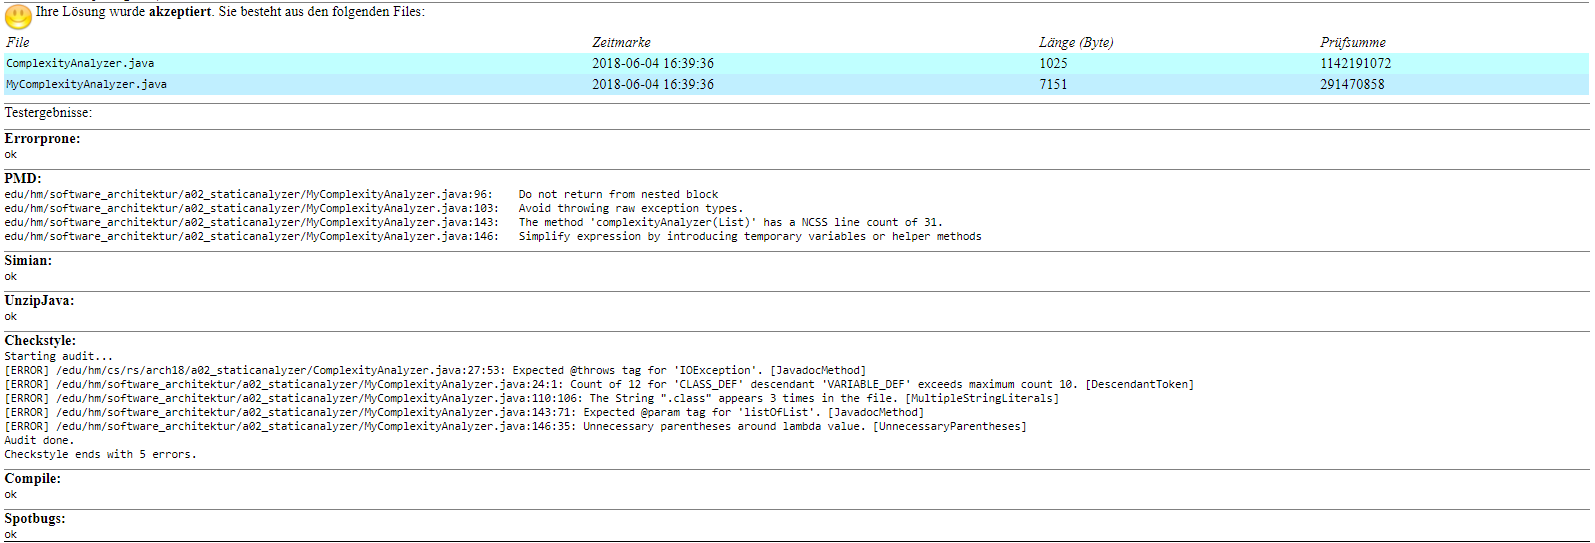 Ihre Lösung wurde akzeptiert. Sie besteht aus den folgenden Files:
File Zeitmarke Länge (Byte) Prüfsumme
ComplexityAnalyzer.java 2018-06-04 16:39:36 1025 1142191072
MyComplexityAnalyzer.java 2018-06-04 16:39:36 7151 291470858
Testergebnisse:
Errorprone:
ok
PMD:
edu/hm/software_architektur/a02_staticanalyzer/MyComplexityAnalyzer.java:96: Do not return from nested block
edu/hm/software_architektur/a02_staticanalyzer/MyComplexityAnalyzer.java:103: Avoid throwing raw exception types.
edu/hm/software_architektur/a02_staticanalyzer/MyComplexityAnalyzer.java:143: The method 'complexityAnalyzer(List)' has a NCSS line count of 31.
edu/hm/software_architektur/a02_staticanalyzer/MyComplexityAnalyzer.java:146: Simplify expression by introducing temporary variables or helper methods
Simian:
ok
UnzipJava:
ok
Checkstyle:
Starting audit...
[ERROR] /edu/hm/cs/rs/arch18/a02_staticanalyzer/ComplexityAnalyzer.java:27:53: Expected @throws tag for 'IOException'. [JavadocMethod]
[ERROR] /edu/hm/software_architektur/a02_staticanalyzer/MyComplexityAnalyzer.java:24:1: Count of 12 for 'CLASS_DEF' descendant 'VARIABLE_DEF' exceeds maximum count 10. [DescendantToken]
[ERROR] /edu/hm/software_architektur/a02_staticanalyzer/MyComplexityAnalyzer.java:110:106: The String ".class" appears 3 times in the file. [MultipleStringLiterals]
[ERROR] /edu/hm/software_architektur/a02_staticanalyzer/MyComplexityAnalyzer.java:143:71: Expected @param tag for 'listOfList'. [JavadocMethod]
[ERROR] /edu/hm/software_architektur/a02_staticanalyzer/MyComplexityAnalyzer.java:146:35: Unnecessary parentheses around lambda value. [UnnecessaryParentheses]
Audit done.
Checkstyle ends with 5 errors.
Compile:
ok
Spotbugs:
ok